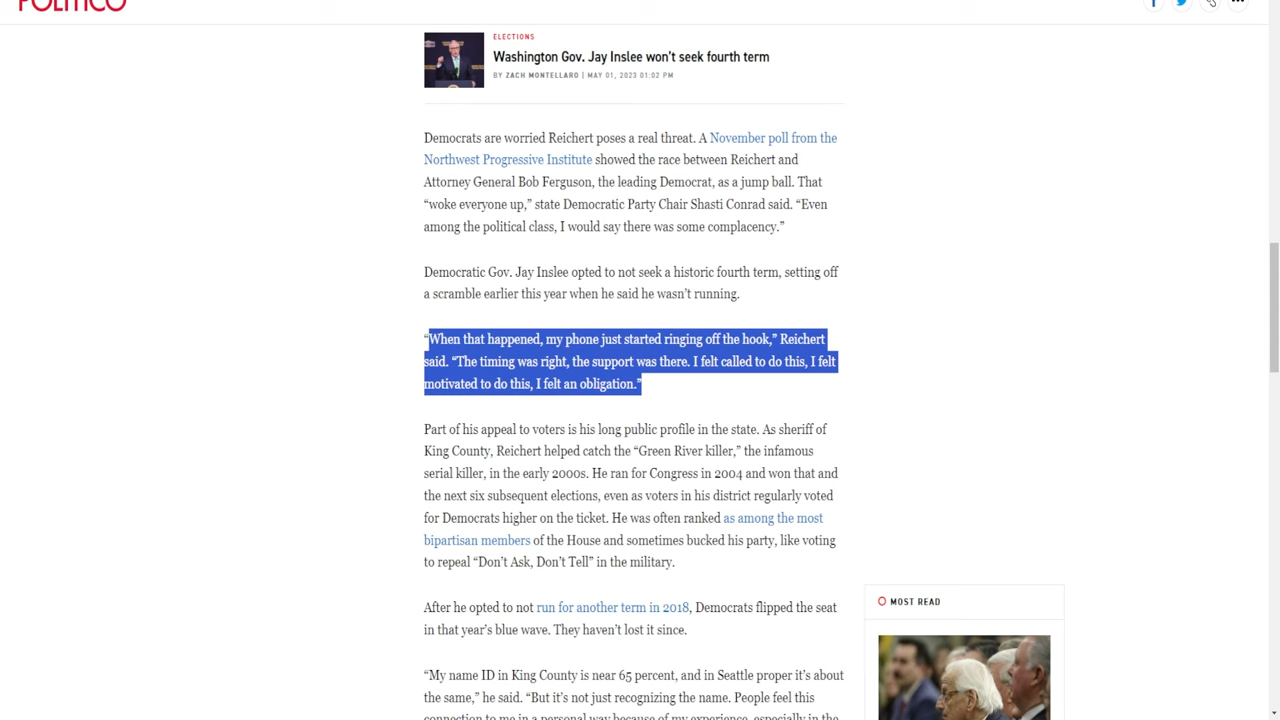 POLITICO
ELECTIONS
Washington Gov. Jay Inslee won’t seek fourth term
BY ZACH MONTELLARO | MAY 01, 2023 01:02 PM
Democrats are worried Reichert poses a real threat. A November poll from the
Northwest Progressive Institute showed the race between Reichert and
Attorney General Bob Ferguson, the leading Democrat, as a jump ball. That
“woke everyone up,” state Democratic Party Chair Shasti Conrad said. “Even
among the political class, I would say there was some complacency.”
Democratic Gov. Jay Inslee opted to not seek a historic fourth term, setting off
a scramble earlier this year when he said he wasn’t running.
“When that happened, my phone just started ringing off the hook,” Reichert
said. “The timing was right, the support was there. I felt called to do this, I felt
motivated to do this, I felt an obligation.”
Part of his appeal to voters is his long public profile in the state. As sheriff of
King County, Reichert helped catch the “Green River killer,” the infamous
serial killer, in the early 2000s. He ran for Congress in 2004 and won that and
the next six subsequent elections, even as voters in his district regularly voted
for Democrats higher on the ticket. He was often ranked as among the most
bipartisan members of the House and sometimes bucked his party, like voting
to repeal “Don’t Ask, Don’t Tell” in the military.
After he opted to not run for another term in 2018, Democrats flipped the seat
in that year’s blue wave. They haven’t lost it since.
“My name ID in King County is near 65 percent, and in Seattle proper it’s about
the same,” he said. “But it’s not just recognizing the name. People feel this
connection to me in a personal way because of my experience, especially in the
MOST READ